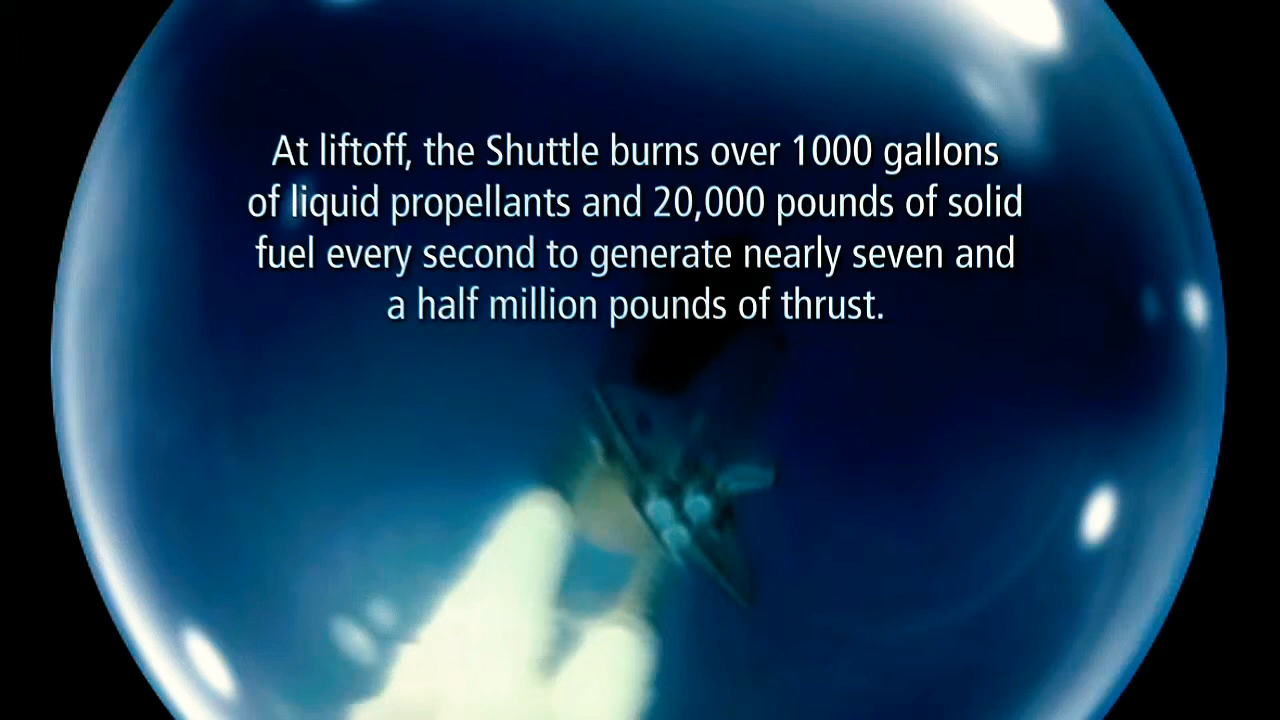 At liftoff, the Shuttle burns over 1000 gallons
of liquid propellants and 20,000 pounds of solid
fuel every second to generate nearly seven and
a half million pounds of thrust.